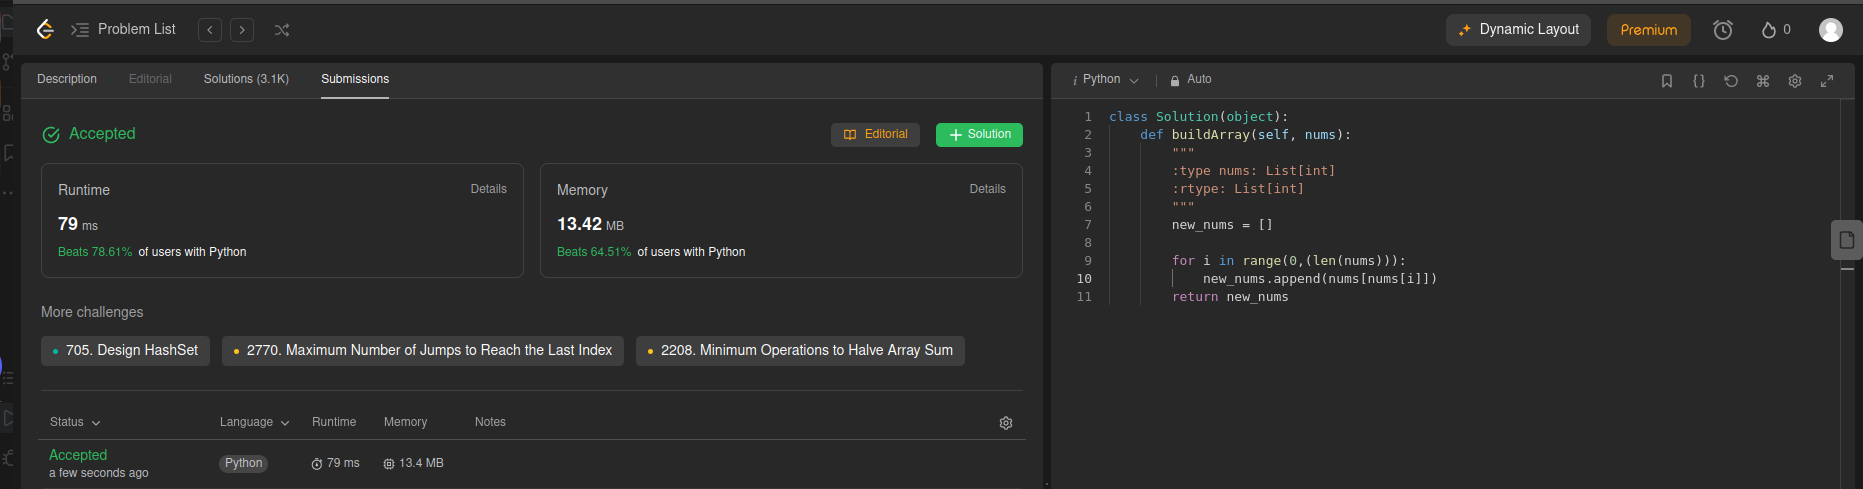 Problem List
Dynamic Layout
Premium
0
Description Editorial Solutions (3.1K) Submissions
Accepted
Editorial
Solution
Runtime Details
79 ms
Beats 78.61% of users with Python
Memory Details
13.42 MB
Beats 64.51% of users with Python
More challenges
705. Design HashSet
2770. Maximum Number of Jumps to Reach the Last Index
2208. Minimum Operations to Halve Array Sum
Status Language Runtime Memory Notes
Accepted
a few seconds ago
Python 79 ms 13.4 MB
i Python | Auto
1 class Solution(object):
2     def buildArray(self, nums):
3         """
4         :type nums: List[int]
5         :rtype: List[int]
6         """
7         new_nums = []
8
9         for i in range(0,(len(nums))):
10             new_nums.append(nums[nums[i]])
11         return new_nums